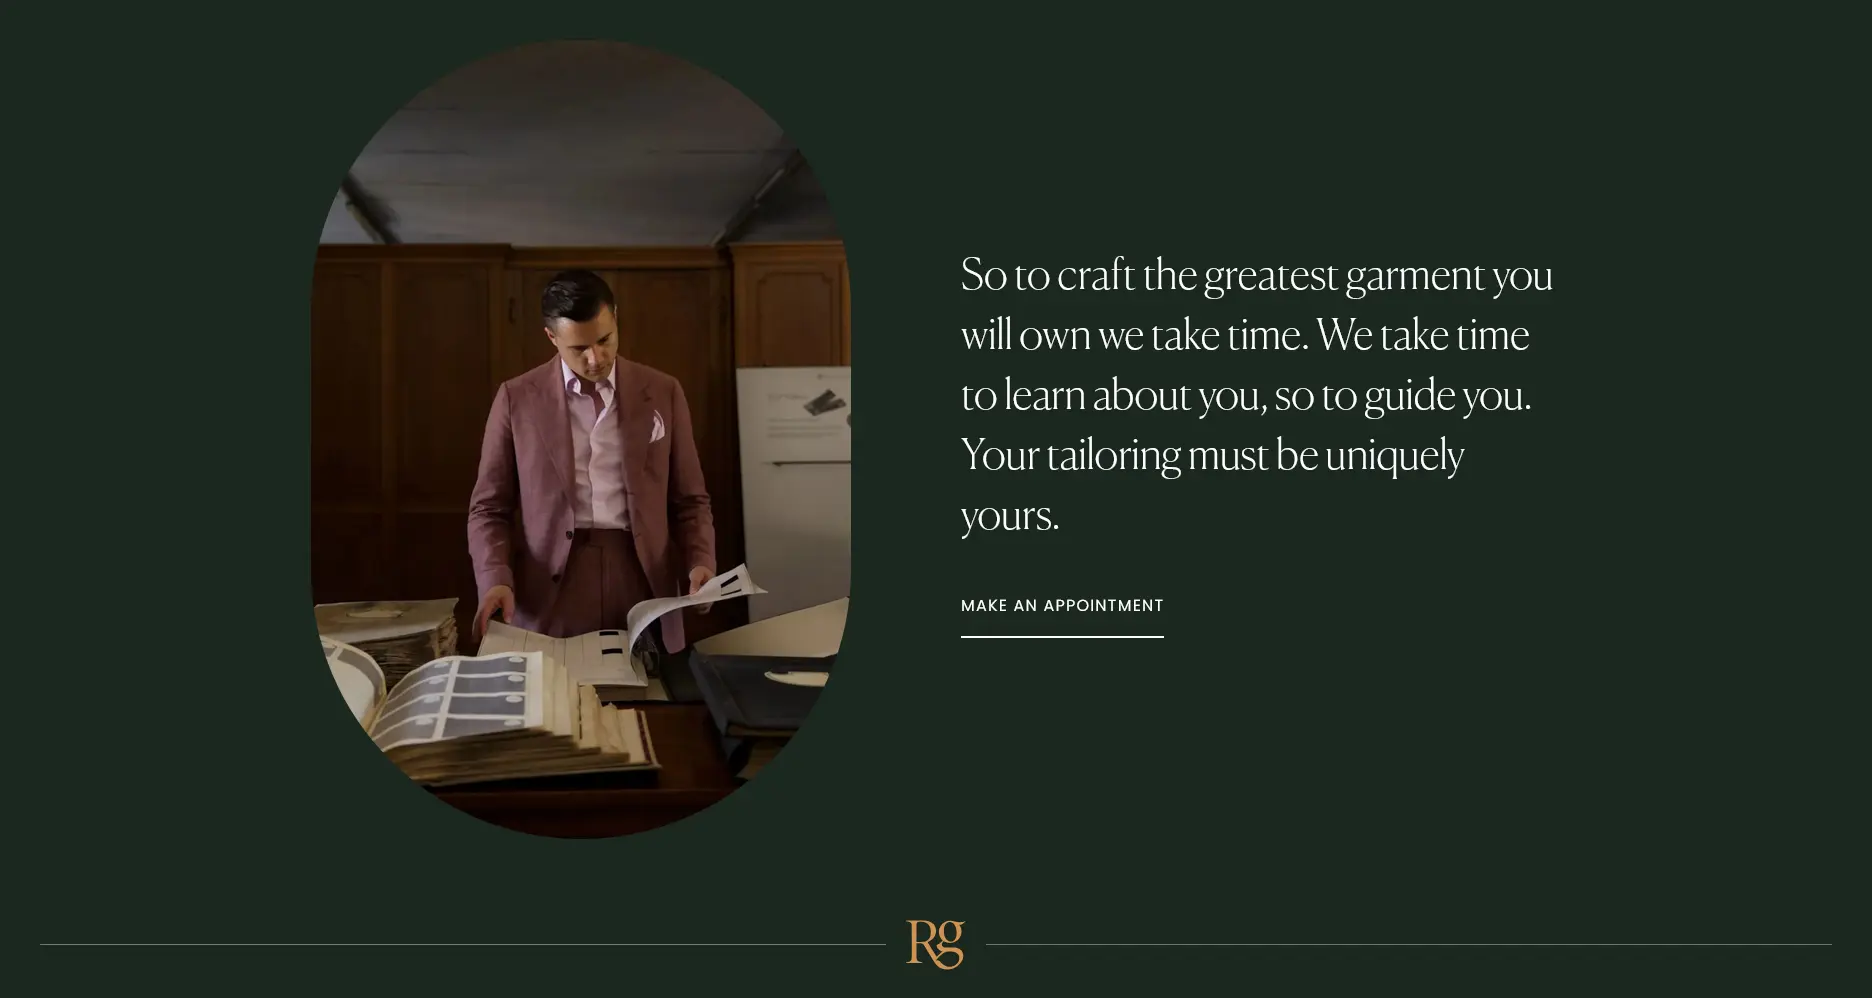 So to craft the greatest garment you
will own we take time. We take time
to learn about you, so to guide you.
Your tailoring must be uniquely
yours.
MAKE AN APPOINTMENT
Rg